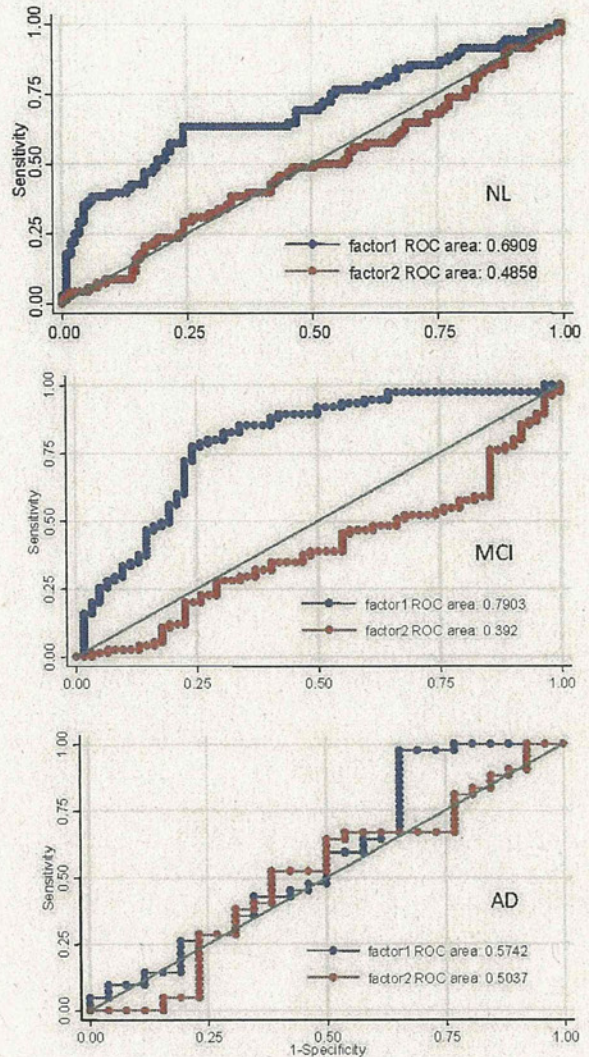 1.00
0.75
Sensitivity
0.50
NL
0.25
factor1 ROC area: 0.6909
factor2 ROC area: 0.4858
0.00
0.00 0.25 0.50 0.75 1.00
1.00
0.75
Sensitivity
0.50
MCI
0.25
factor1 ROC area: 0.7903
factor2 ROC area: 0.392
0.00
0.00 0.25 0.50 0.75 1.00
1.00
0.75
Sensitivity
0.50
AD
0.25
factor1 ROC area: 0.5742
factor2 ROC area: 0.5037
0.00
0.00 0.25 0.50 0.75 1.00
1-Specificity